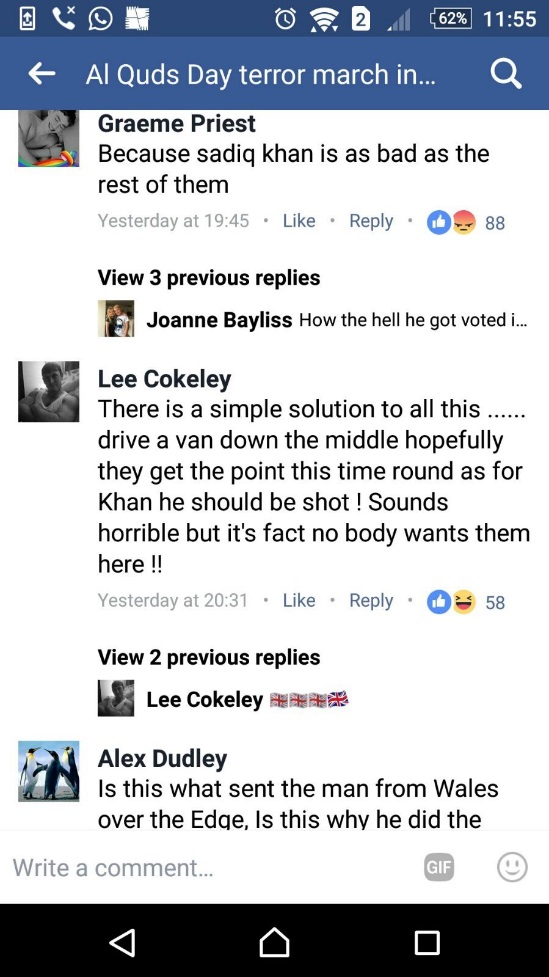 2
62%
11:55
Al Quds Day terror march in...
Graeme Priest
Because sadiq khan is as bad as the
rest of them
Yesterday at 19:45 • Like • Reply • 88
View 3 previous replies
Joanne Bayliss How the hell he got voted i...
Lee Cokeley
There is a simple solution to all this ......
drive a van down the middle hopefully
they get the point this time round as for
Khan he should be shot ! Sounds
horrible but it's fact no body wants them
here !!
Yesterday at 20:31 • Like • Reply • 58
View 2 previous replies
Lee Cokeley 🏴󠁧󠁢󠁥󠁮󠁧󠁿🏴󠁧󠁢󠁥󠁮󠁧󠁿🏴󠁧󠁢󠁥󠁮󠁧󠁿🇬🇧
Alex Dudley
Is this what sent the man from Wales
over the Edge, Is this why he did the
Write a comment...
GIF